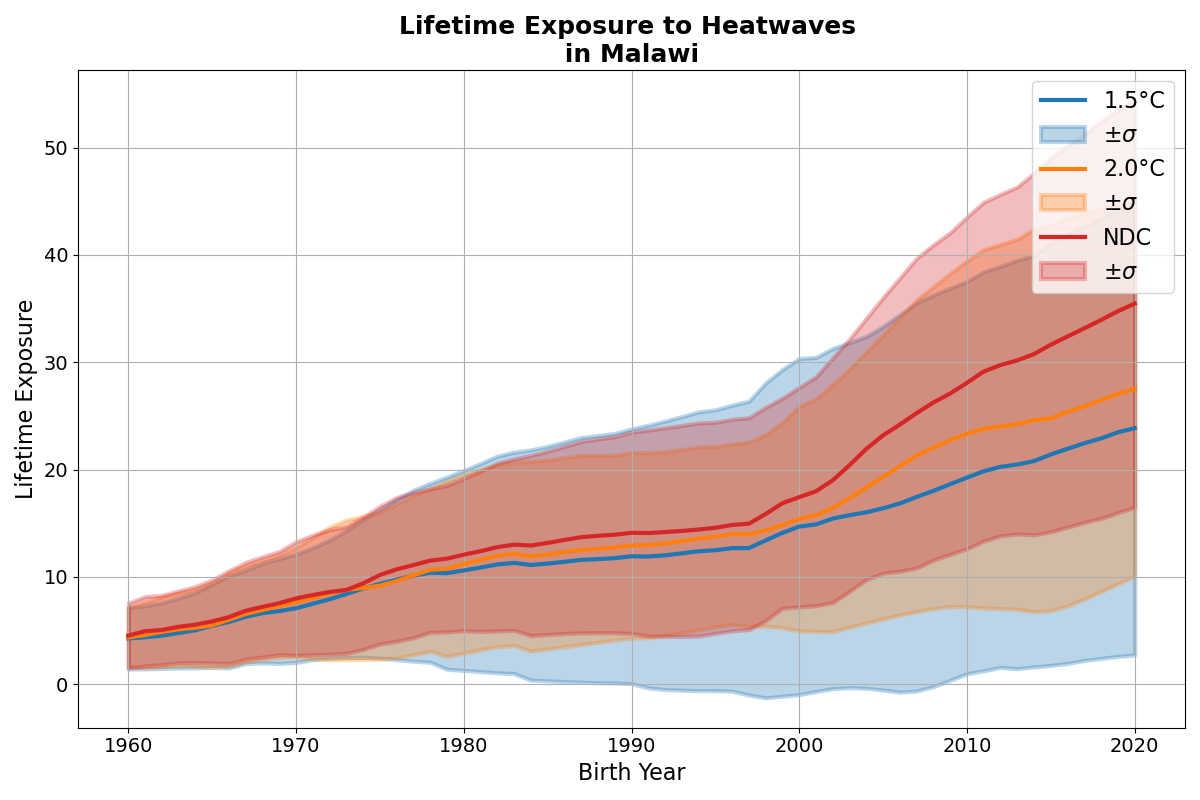 Lifetime Exposure to Heatwaves
in Malawi
Lifetime Exposure
50
40
30
20
10
0
1960
1970
1980
1990
2000
2010
2020
Birth Year
1.5°C
±σ
2.0°C
±σ
NDC
±σ